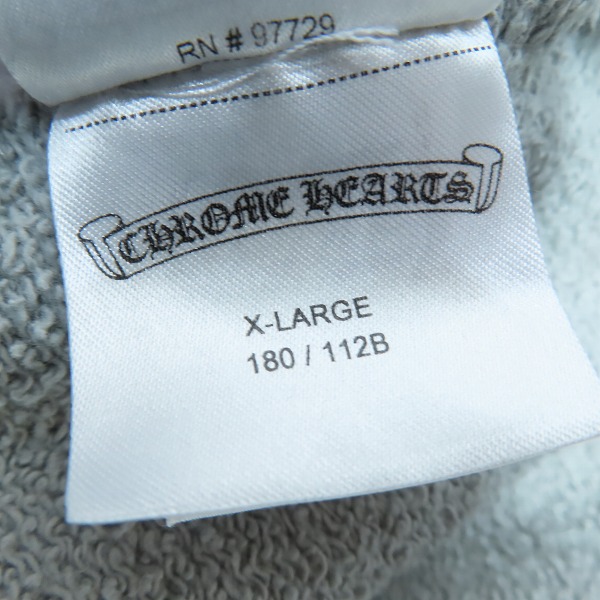 RN # 97729
CHROME HEARTS
X-LARGE
180 / 112B